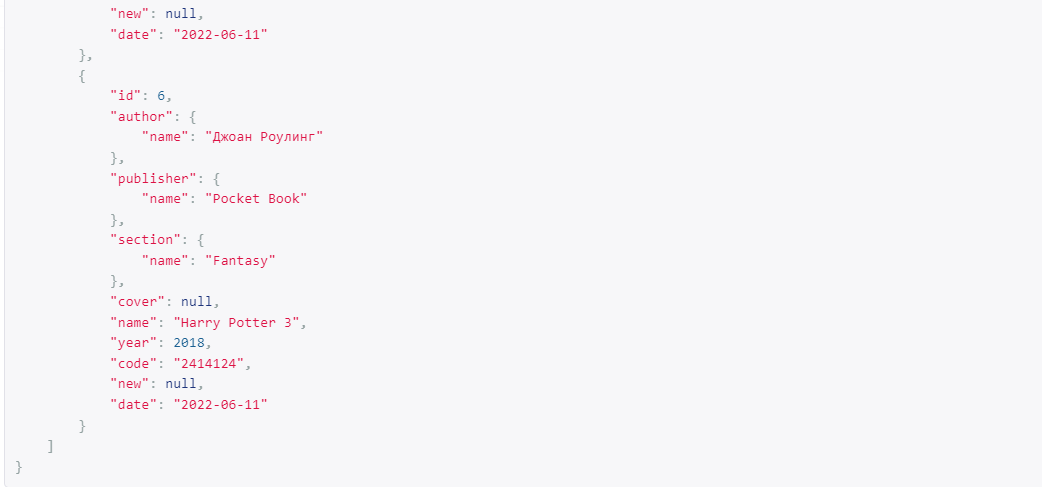 "new": null,
"date": "2022-06-11"
},
{
"id": 6,
"author": {
"name": "Джоан Роулинг"
},
"publisher": {
"name": "Pocket Book"
},
"section": {
"name": "Fantasy"
},
"cover": null,
"name": "Harry Potter 3",
"year": 2018,
"code": "2414124",
"new": null,
"date": "2022-06-11"
}
]
}